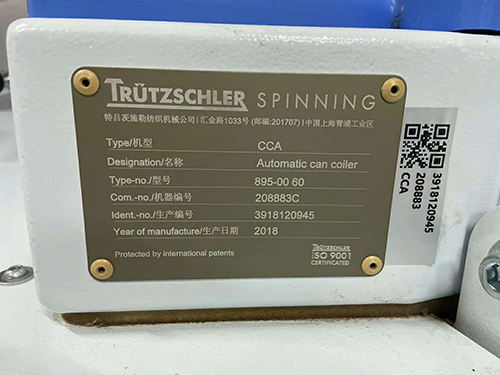 TRÜTZSCHLER SPINNING
特吕茨施勒纺织机械公司 | 汇金路1033号 (邮编:201707) | 中国上海青浦工业区
Type/机型 CCA
Designation/名称 Automatic can coiler
Type-no./型号 895-00 60
Com.-no./机器编号 208883C
Ident.-no./生产编号 3918120945
Year of manufacture/生产日期 2018
Protected by international patents
TRÜTZSCHLER
ISO 9001
CERTIFICATED
3918120945
208883
CCA